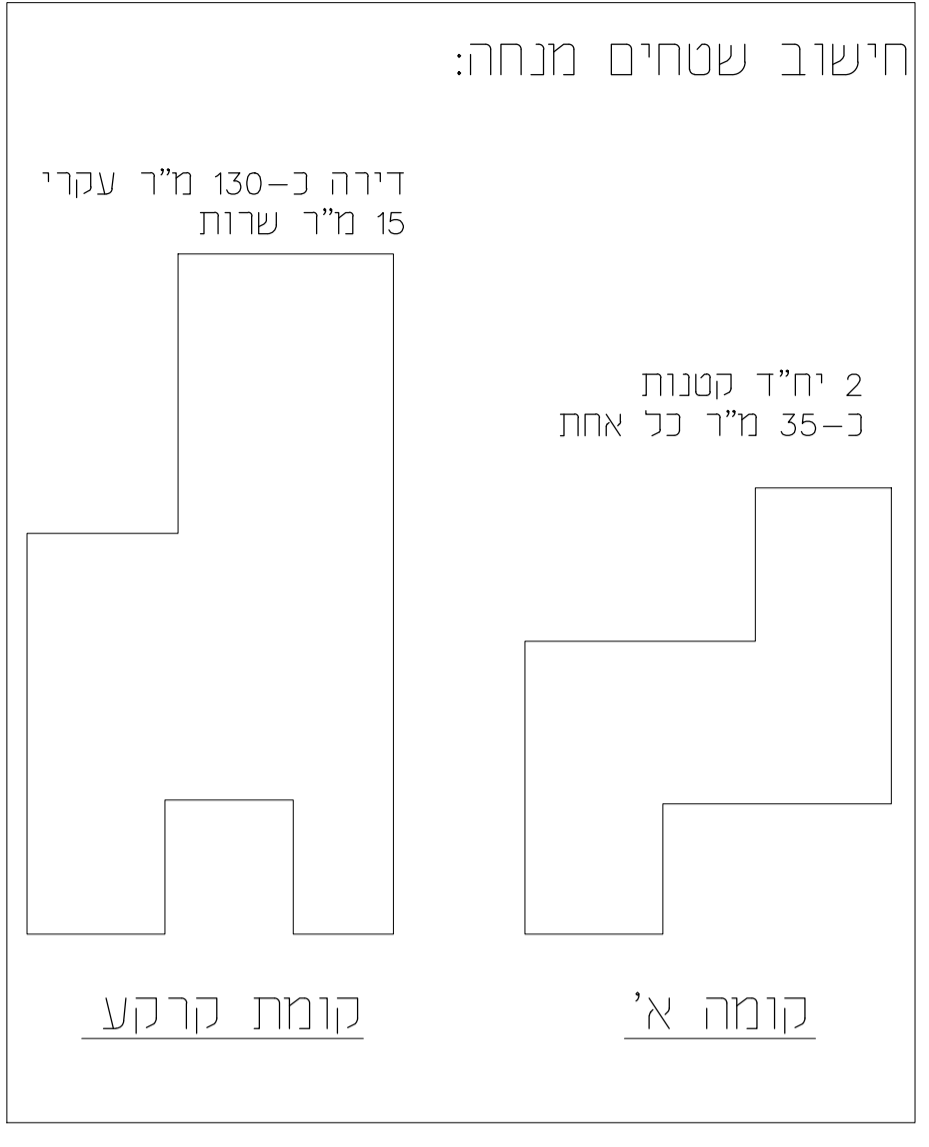 חישוב שטחים מנחה:
דירה כ-130 מ"ר עקרי
15 מ"ר שרות
2 יח"ד קטנות
כ-35 מ"ר כל אחת
קומה א'
קומת קרקע